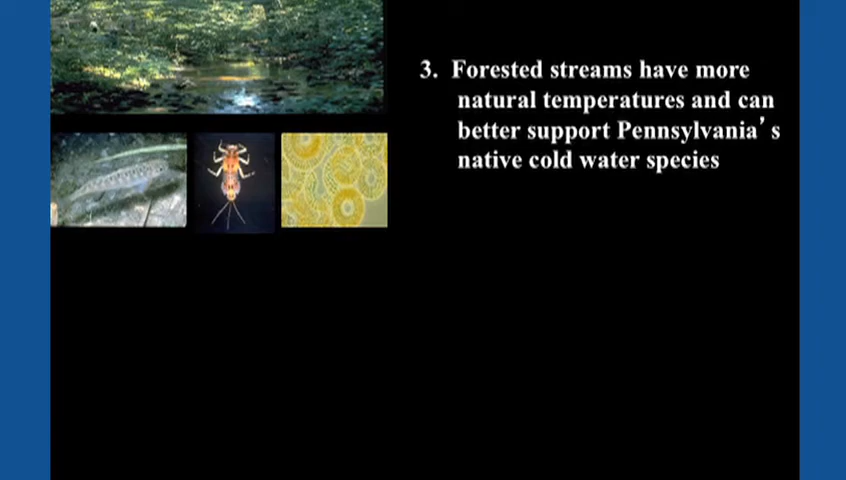 3. Forested streams have more
natural temperatures and can
better support Pennsylvania's
native cold water species